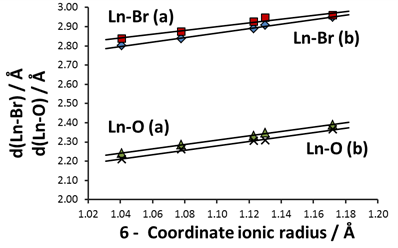 d(Ln-Br) / Å
d(Ln-O) / Å
3.00
2.90
2.80
2.70
2.60
2.50
2.40
2.30
2.20
2.10
2.00
Ln-Br (a)
Ln-Br (b)
Ln-O (a)
Ln-O (b)
1.02 1.04 1.06 1.08 1.10 1.12 1.14 1.16 1.18 1.20
6 - Coordinate ionic radius / Å